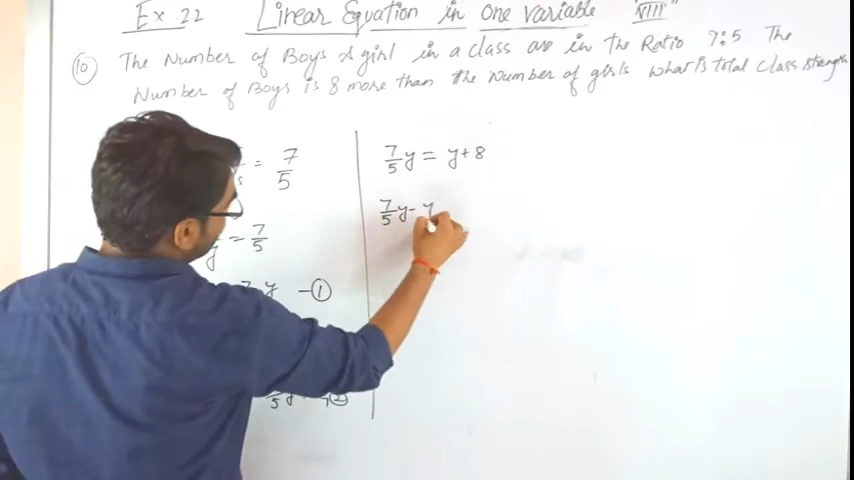 Ex 22 Linear Equation in one variable VIII"
10 The Number of Boys & girl in a class are in the Ratio 7:5 The
Number of Boys is 8 more than the Number of girls what is total class strength
s = 7/5
y = 7/5
y - 1
5
7/5 y = y + 8
7/5 y - y